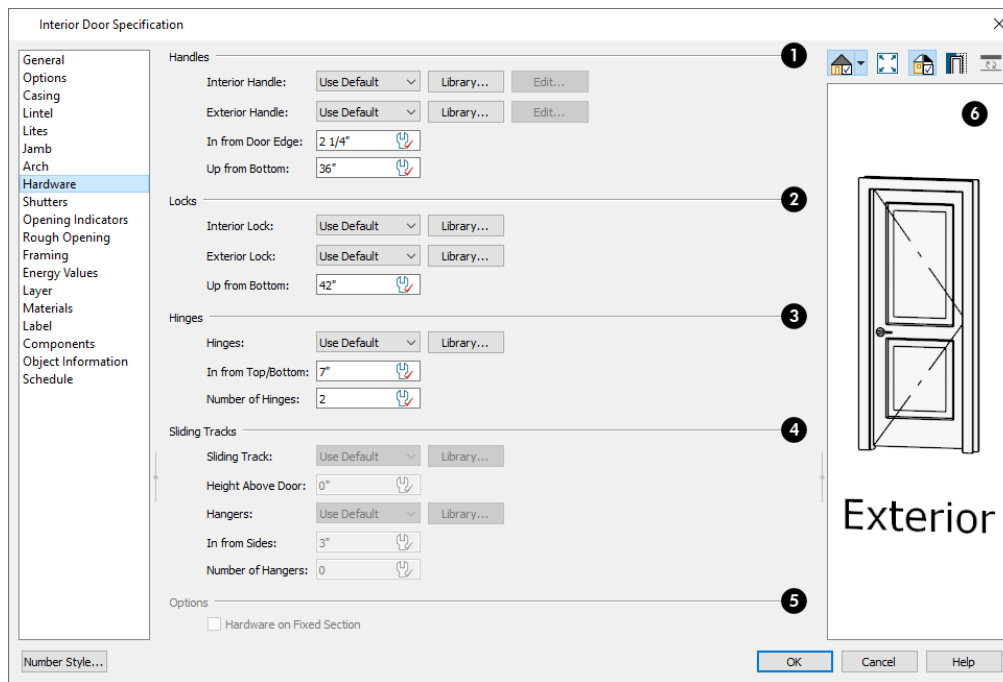 Interior Door Specification
General
Options
Casing
Lintel
Lites
Jamb
Arch
Hardware
Shutters
Opening Indicators
Rough Opening
Framing
Energy Values
Layer
Materials
Label
Components
Object Information
Schedule
Number Style...
Handles 1
Interior Handle: Use Default Library... Edit...
Exterior Handle: Use Default Library... Edit...
In from Door Edge: 2 1/4"
Up from Bottom: 36"
Locks 2
Interior Lock: Use Default Library...
Exterior Lock: Use Default Library...
Up from Bottom: 42"
Hinges 3
Hinges: Use Default Library...
In from Top/Bottom: 7"
Number of Hinges: 2
Sliding Tracks 4
Sliding Track: Use Default Library...
Height Above Door: 0"
Hangers: Use Default Library...
In from Sides: 3"
Number of Hangers: 0
Options 5
Hardware on Fixed Section
6
Exterior
OK Cancel Help